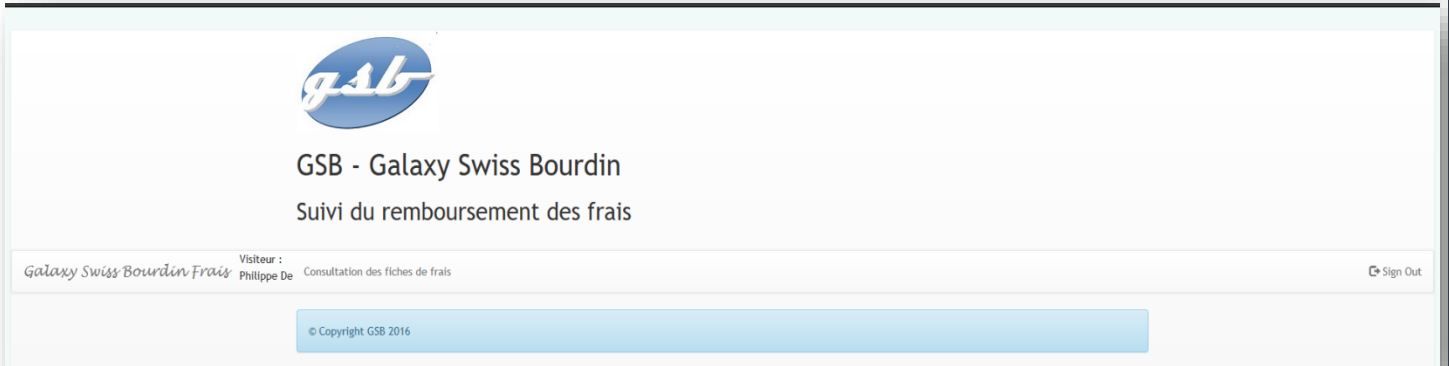 gsb
GSB - Galaxy Swiss Bourdin
Suivi du remboursement des frais
Galaxy Swiss Bourdin Frais
Visiteur :
Philippe De
Consultation des fiches de frais
Sign Out
© Copyright GSB 2016